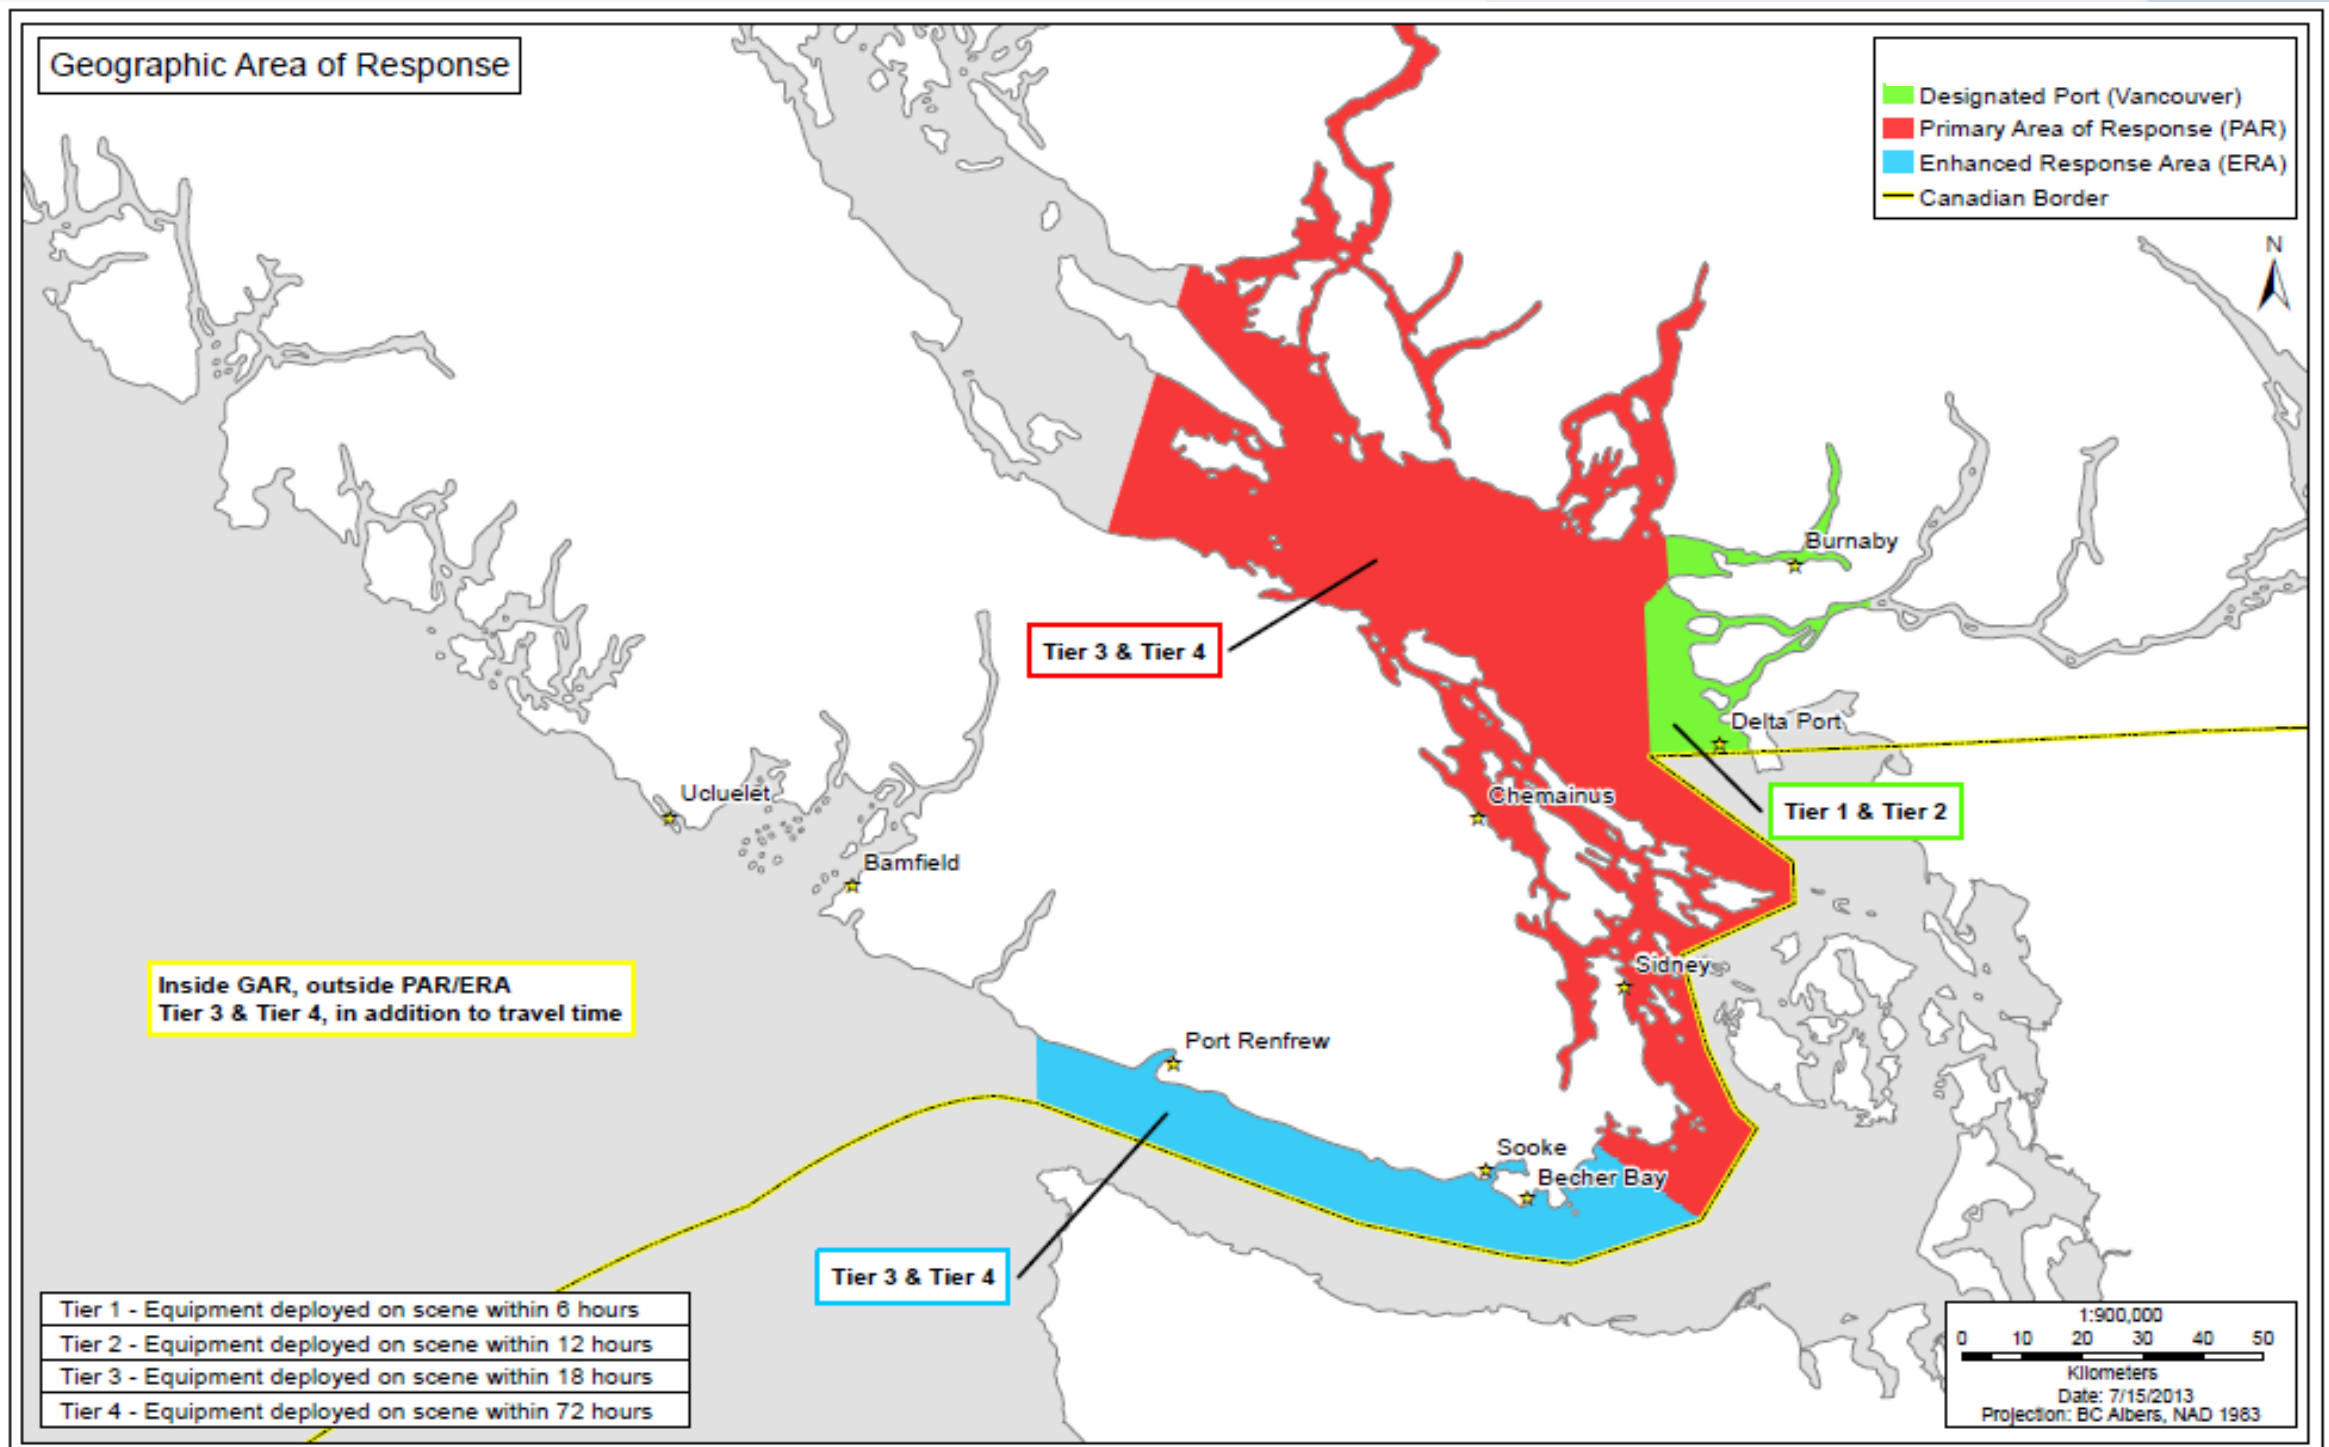 Geographic Area of Response
Designated Port (Vancouver)
Primary Area of Response (PAR)
Enhanced Response Area (ERA)
Canadian Border
N
Burnaby
Tier 3 & Tier 4
Delta Port
Ucluelet
Chemainus
Tier 1 & Tier 2
Bamfield
Sidney
Inside GAR, outside PAR/ERA
Tier 3 & Tier 4, in addition to travel time
Port Renfrew
Sooke
Becher Bay
Tier 3 & Tier 4
Tier 1 - Equipment deployed on scene within 6 hours
Tier 2 - Equipment deployed on scene within 12 hours
Tier 3 - Equipment deployed on scene within 18 hours
Tier 4 - Equipment deployed on scene within 72 hours
1:900,000
0 10 20 30 40 50
Kilometers
Date: 7/15/2013
Projection: BC Albers, NAD 1983